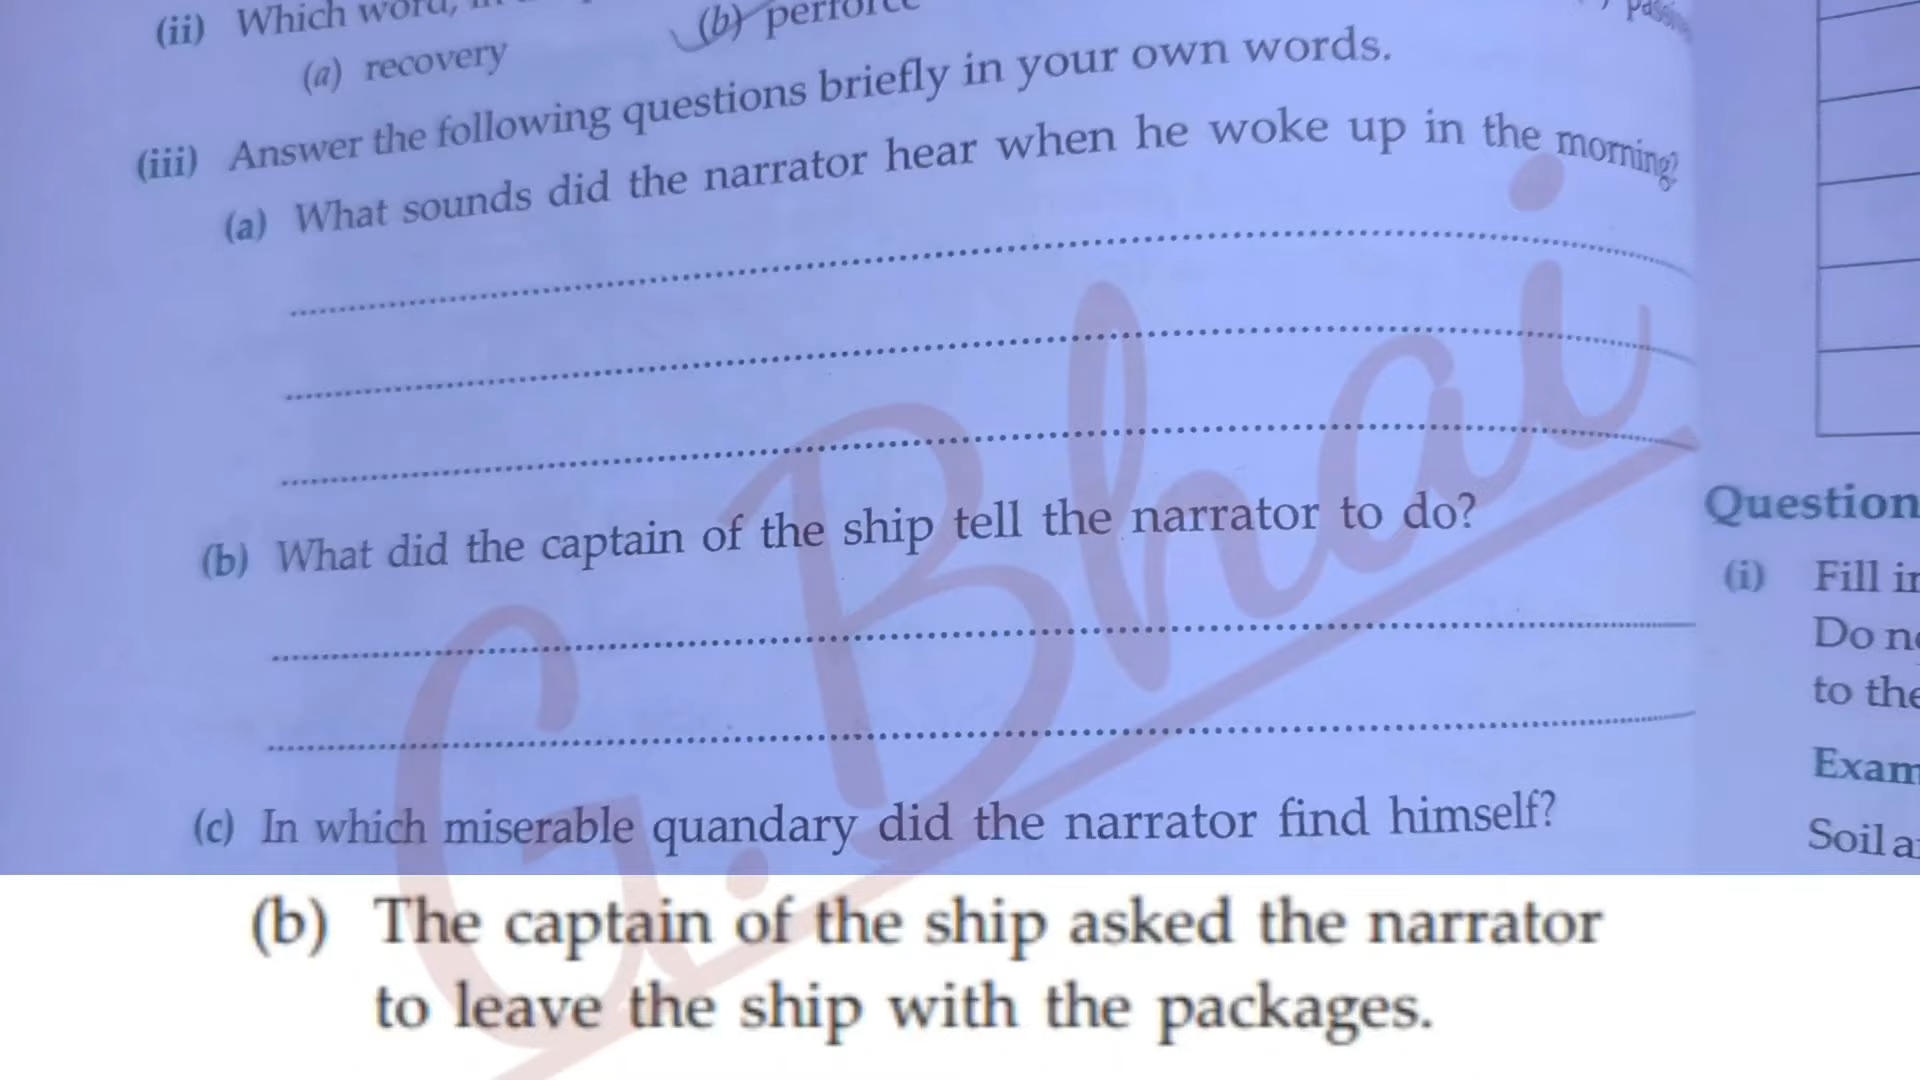 (ii) Which word,
(a) recovery
(b)
(iii) Answer the following questions briefly in your own words.
(a) What sounds did the narrator hear when he woke up in the morning?
(b) What did the captain of the ship tell the narrator to do?
(c) In which miserable quandary did the narrator find himself?
Question
(i) Fill in
Do
to the
Soil
G.Bhai
(b) The captain of the ship asked the narrator
to leave the ship with the packages.